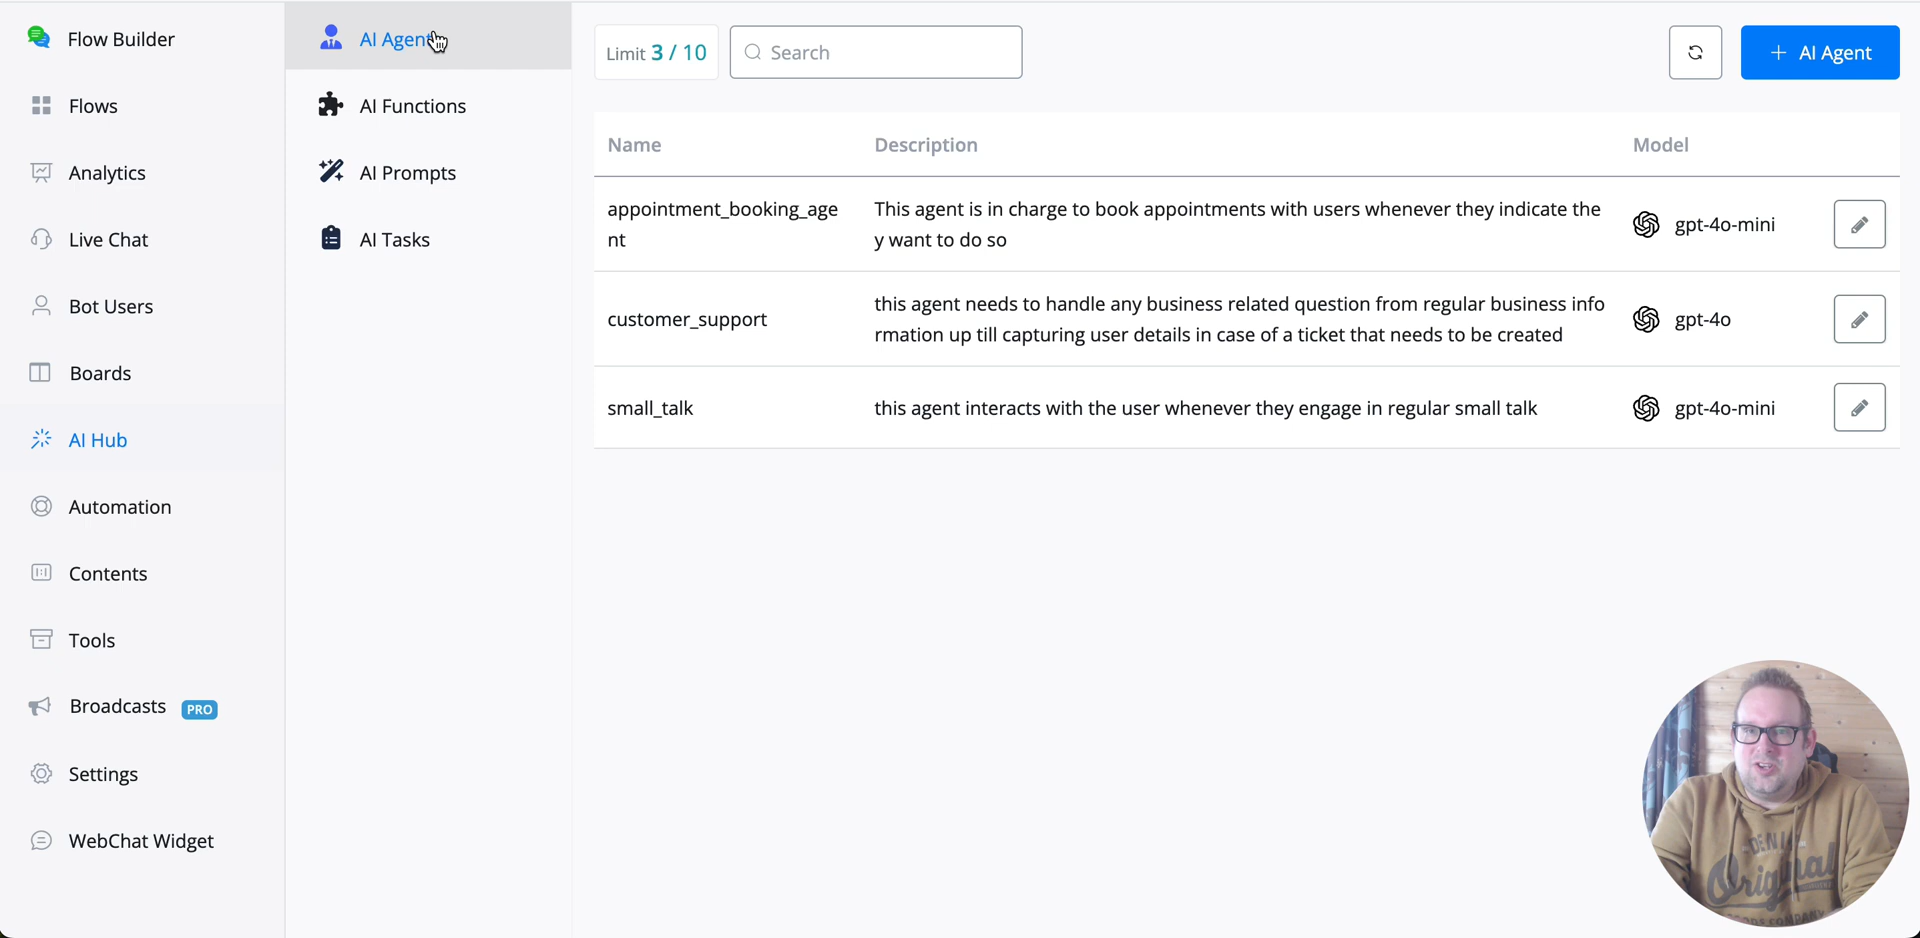 Flow Builder
Flows
Analytics
Live Chat
Bot Users
Boards
AI Hub
Automation
Contents
Tools
Broadcasts PRO
Settings
WebChat Widget
AI Agent
AI Functions
AI Prompts
AI Tasks
Limit 3 / 10
Search
+ AI Agent
Name Description Model
appointment_booking_age
nt
This agent is in charge to book appointments with users whenever they indicate the
y want to do so
gpt-4o-mini
customer_support
this agent needs to handle any business related question from regular business info
rmation up till capturing user details in case of a ticket that needs to be created
gpt-4o
small_talk
this agent interacts with the user whenever they engage in regular small talk
gpt-4o-mini
Original